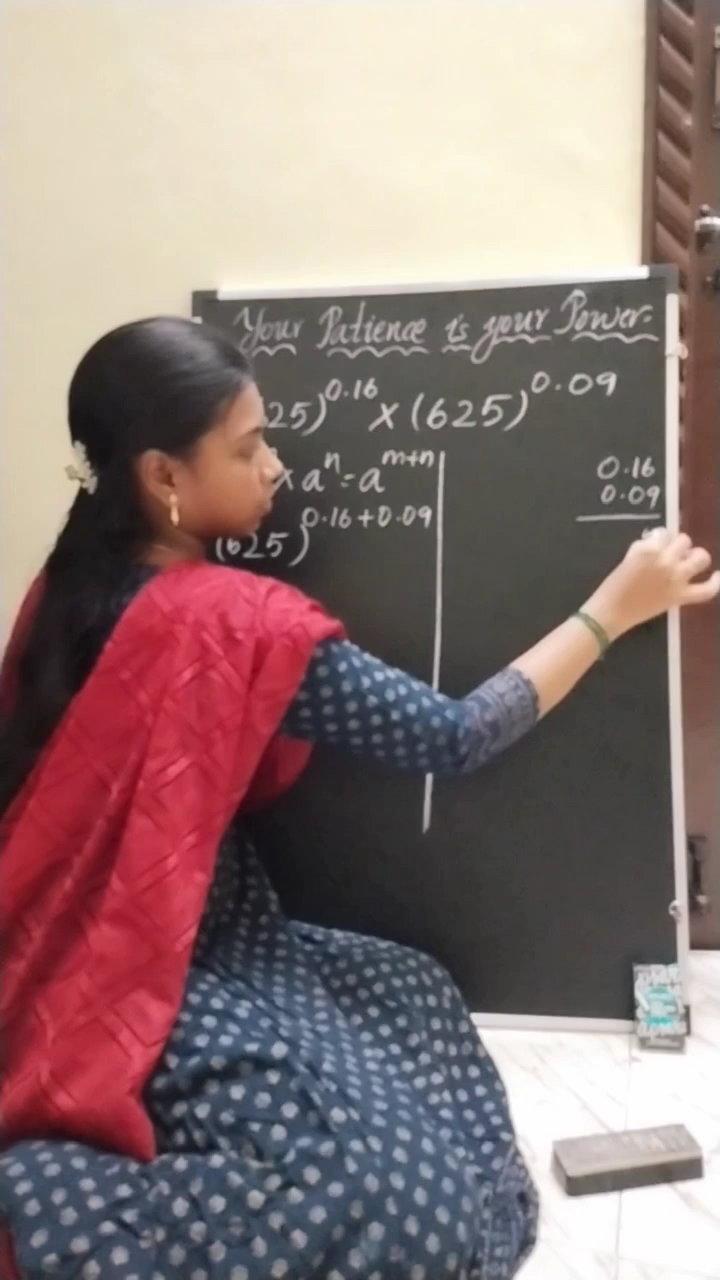 Your Patience is your Power.
25)^0.16 × (625)^0.09
× a^n = a^m+n
(625)^0.16+0.09
0.16
0.09